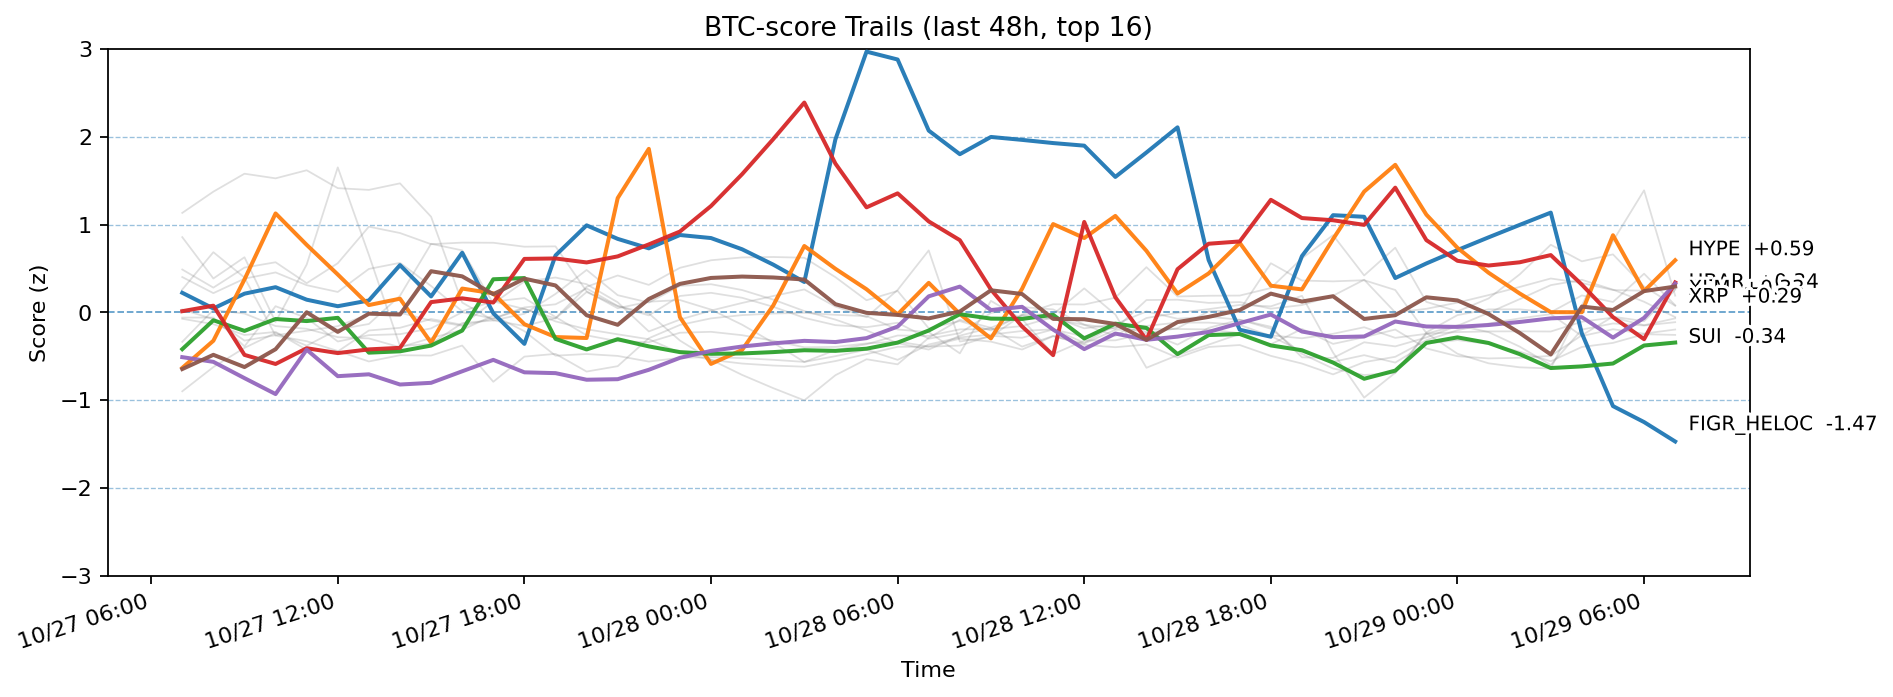 BTC-score Trails (last 48h, top 16)
Score (z)
3
2
1
0
−1
−2
−3
HYPE +0.59
XRP +0.29
SUI -0.34
FIGR_HELOC -1.47
10/27 06:00
10/27 12:00
10/27 18:00
10/28 00:00
10/28 06:00
10/28 12:00
10/28 18:00
10/29 00:00
10/29 06:00
Time